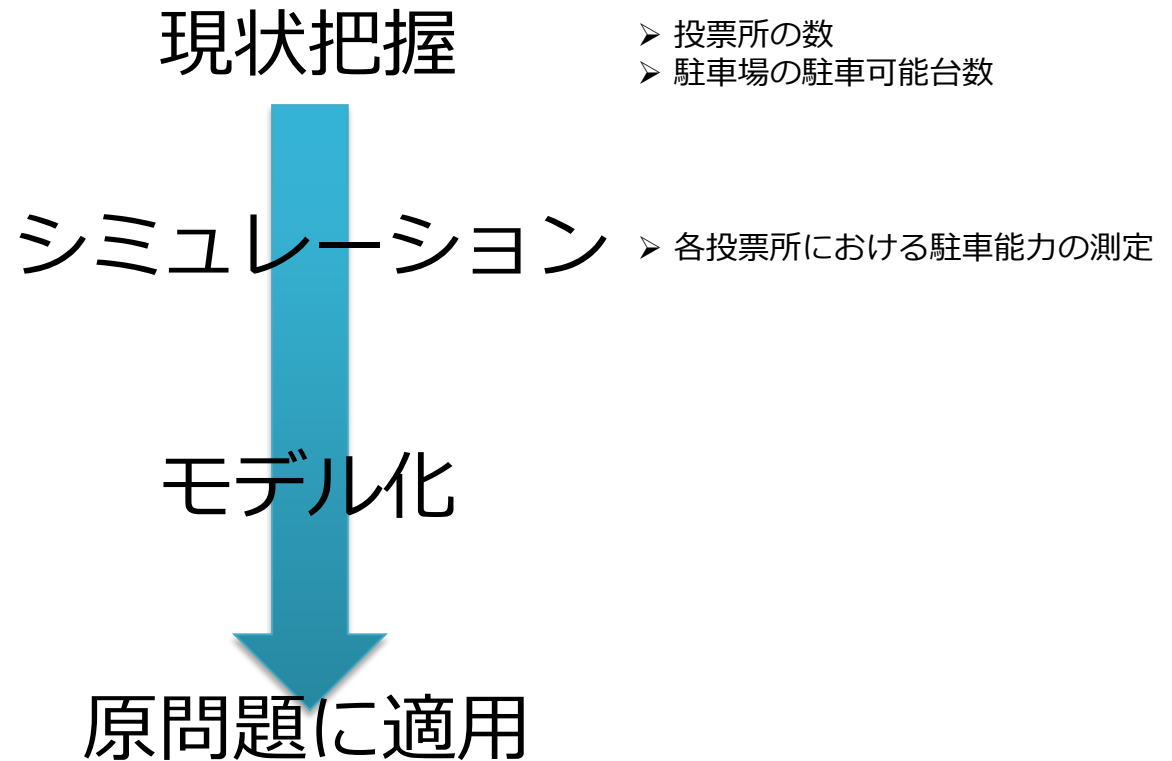 現状把握
➢ 投票所の数
➢ 駐車場の駐車可能台数
シミュレーション
➢ 各投票所における駐車能力の測定
モデル化
原問題に適用